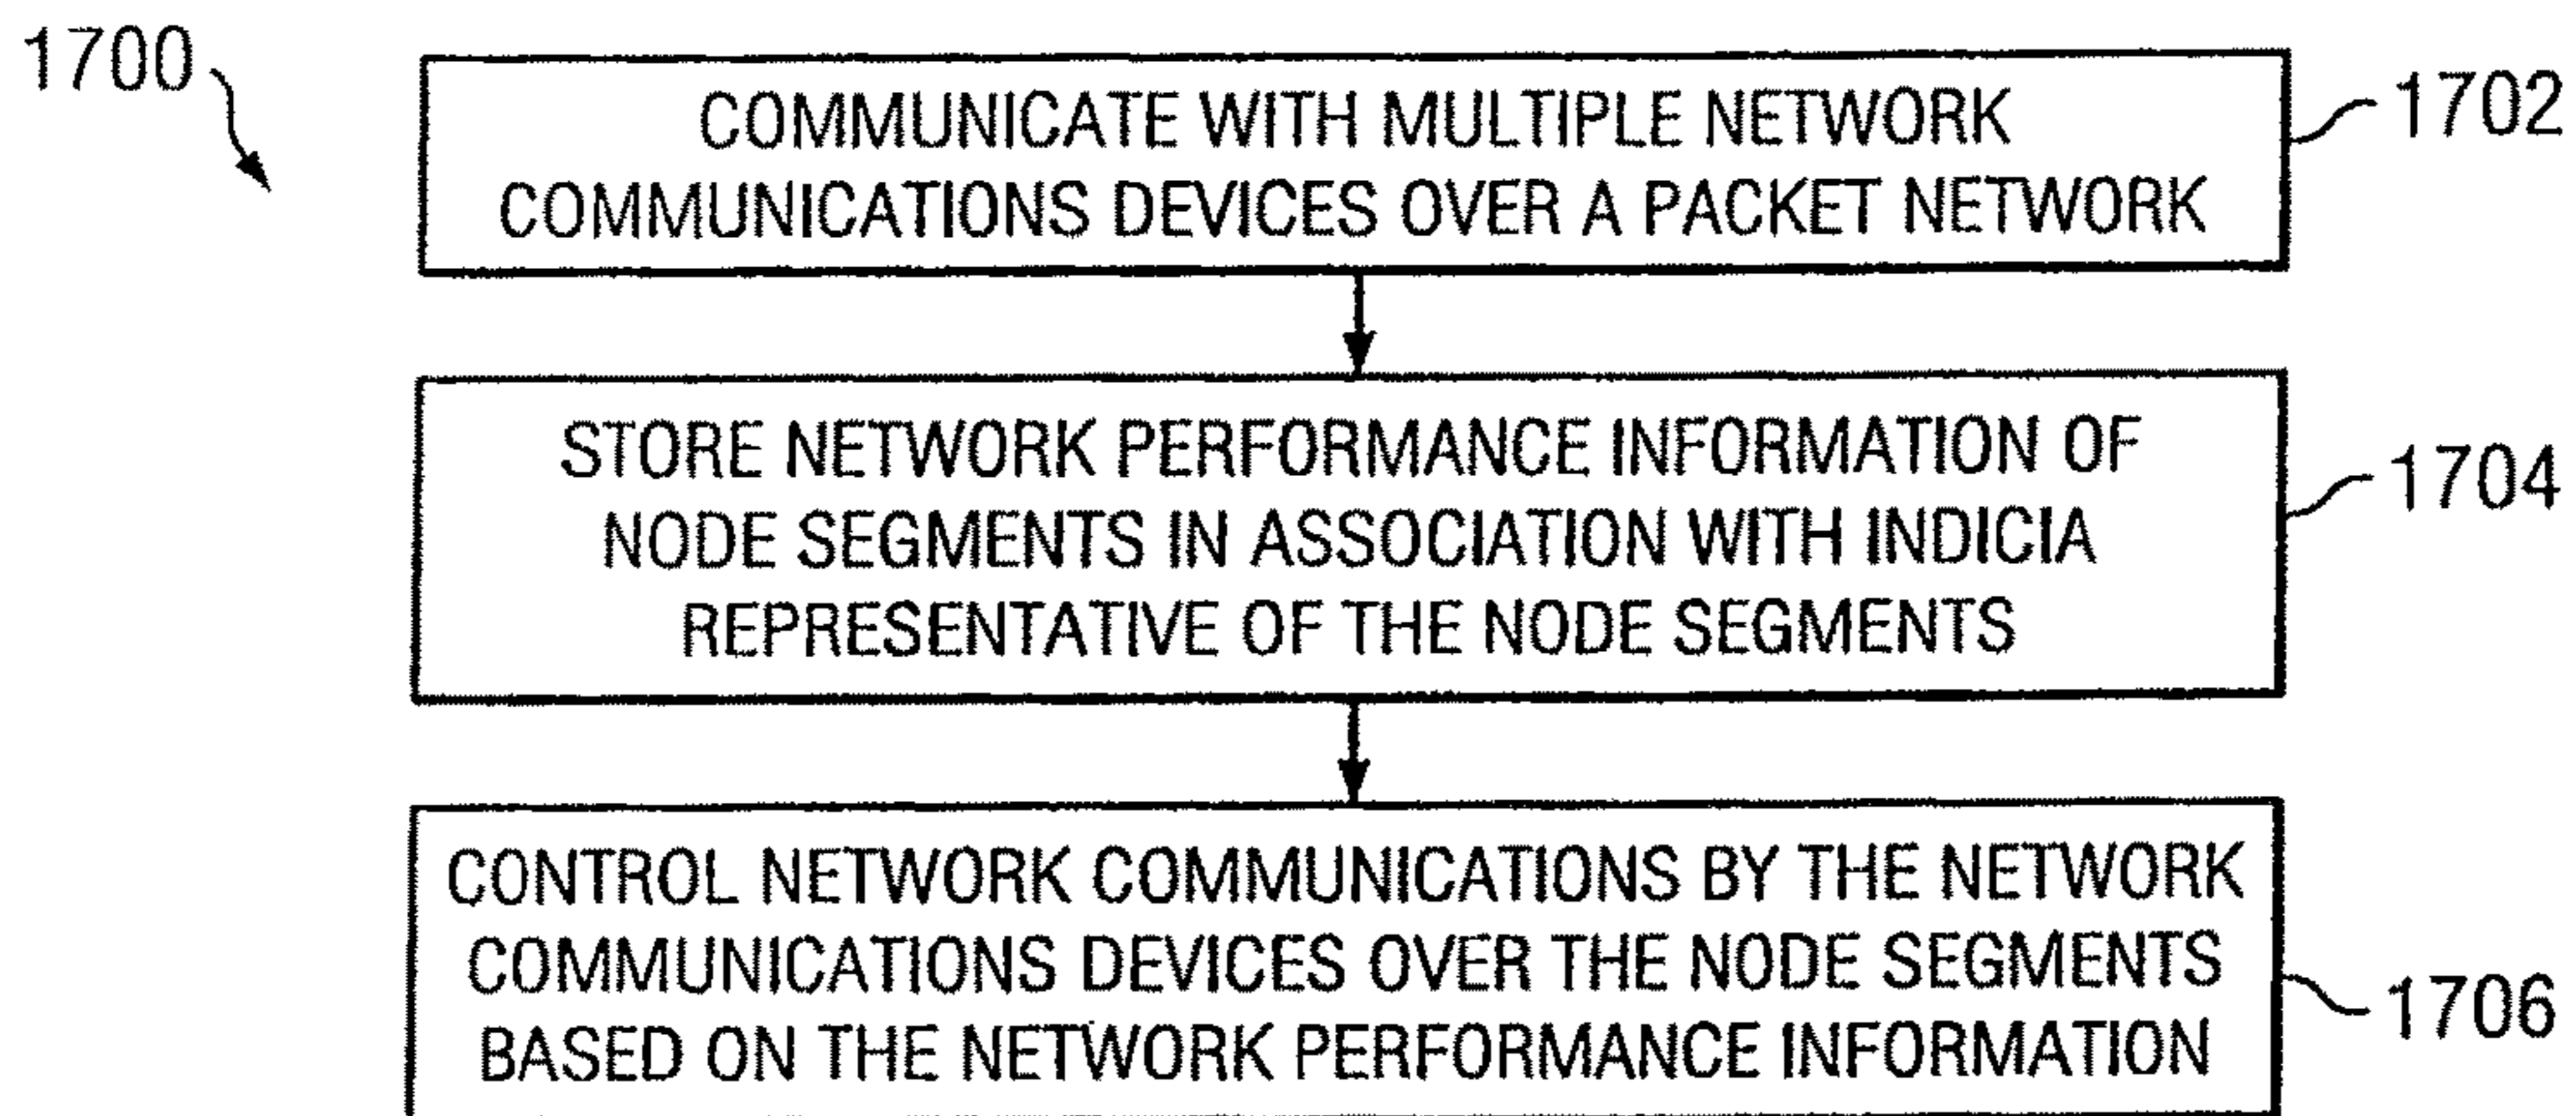 1700
COMMUNICATE WITH MULTIPLE NETWORK
COMMUNICATIONS DEVICES OVER A PACKET NETWORK
1702
STORE NETWORK PERFORMANCE INFORMATION OF
NODE SEGMENTS IN ASSOCIATION WITH INDICIA
REPRESENTATIVE OF THE NODE SEGMENTS
1704
CONTROL NETWORK COMMUNICATIONS BY THE NETWORK
COMMUNICATIONS DEVICES OVER THE NODE SEGMENTS
BASED ON THE NETWORK PERFORMANCE INFORMATION
1706